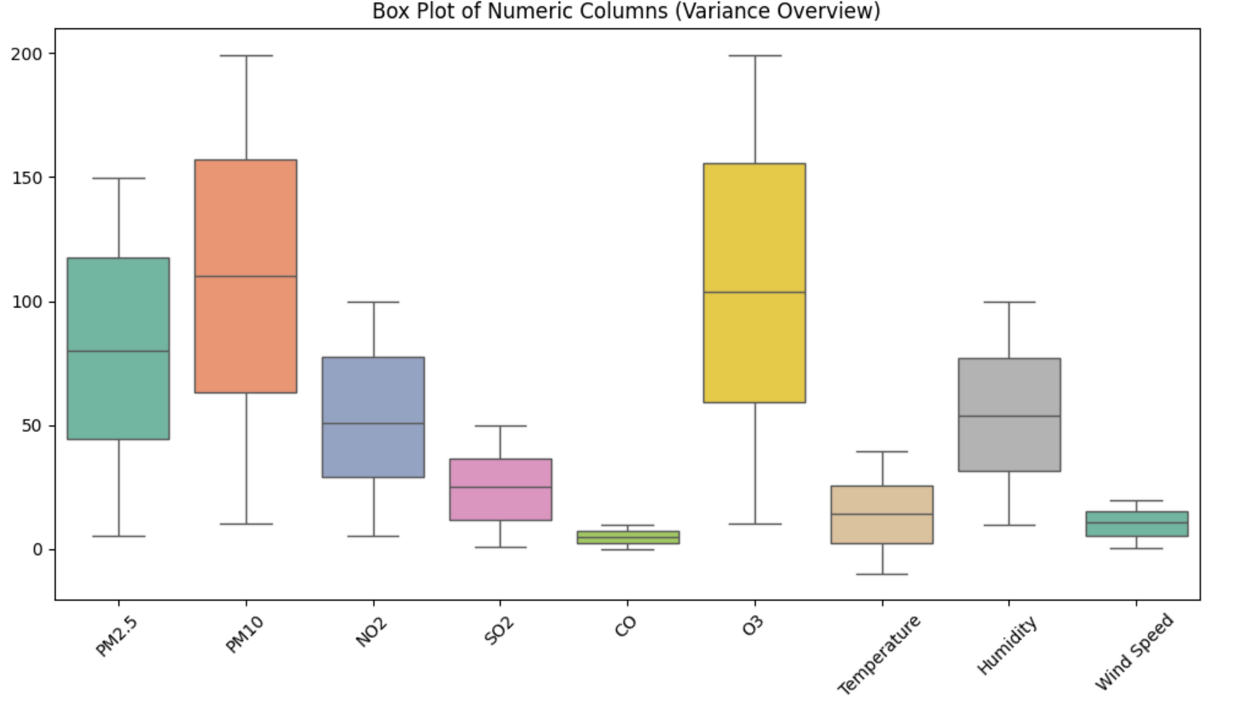 Box Plot of Numeric Columns (Variance Overview)
200
150
100
50
0
PM2.5
PM10
NO2
SO2
CO
O3
Temperature
Humidity
Wind Speed